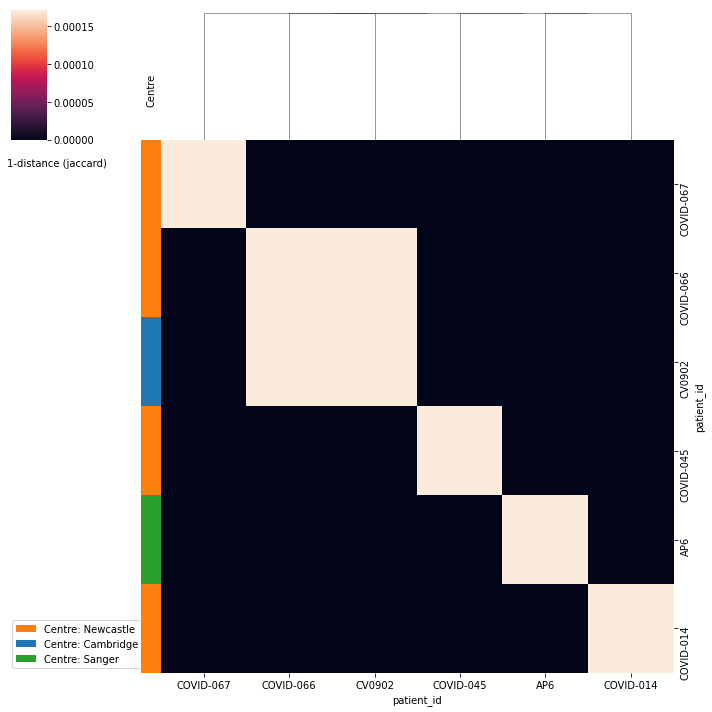 0.00015
0.00010
0.00005
0.00000
1-distance (jaccard)
Centre
COVID-067
COVID-066
CV0902
COVID-045
AP6
COVID-014
patient_id
Centre: Newcastle
Centre: Cambridge
Centre: Sanger
COVID-067 COVID-066 CV0902 COVID-045 AP6 COVID-014
patient_id